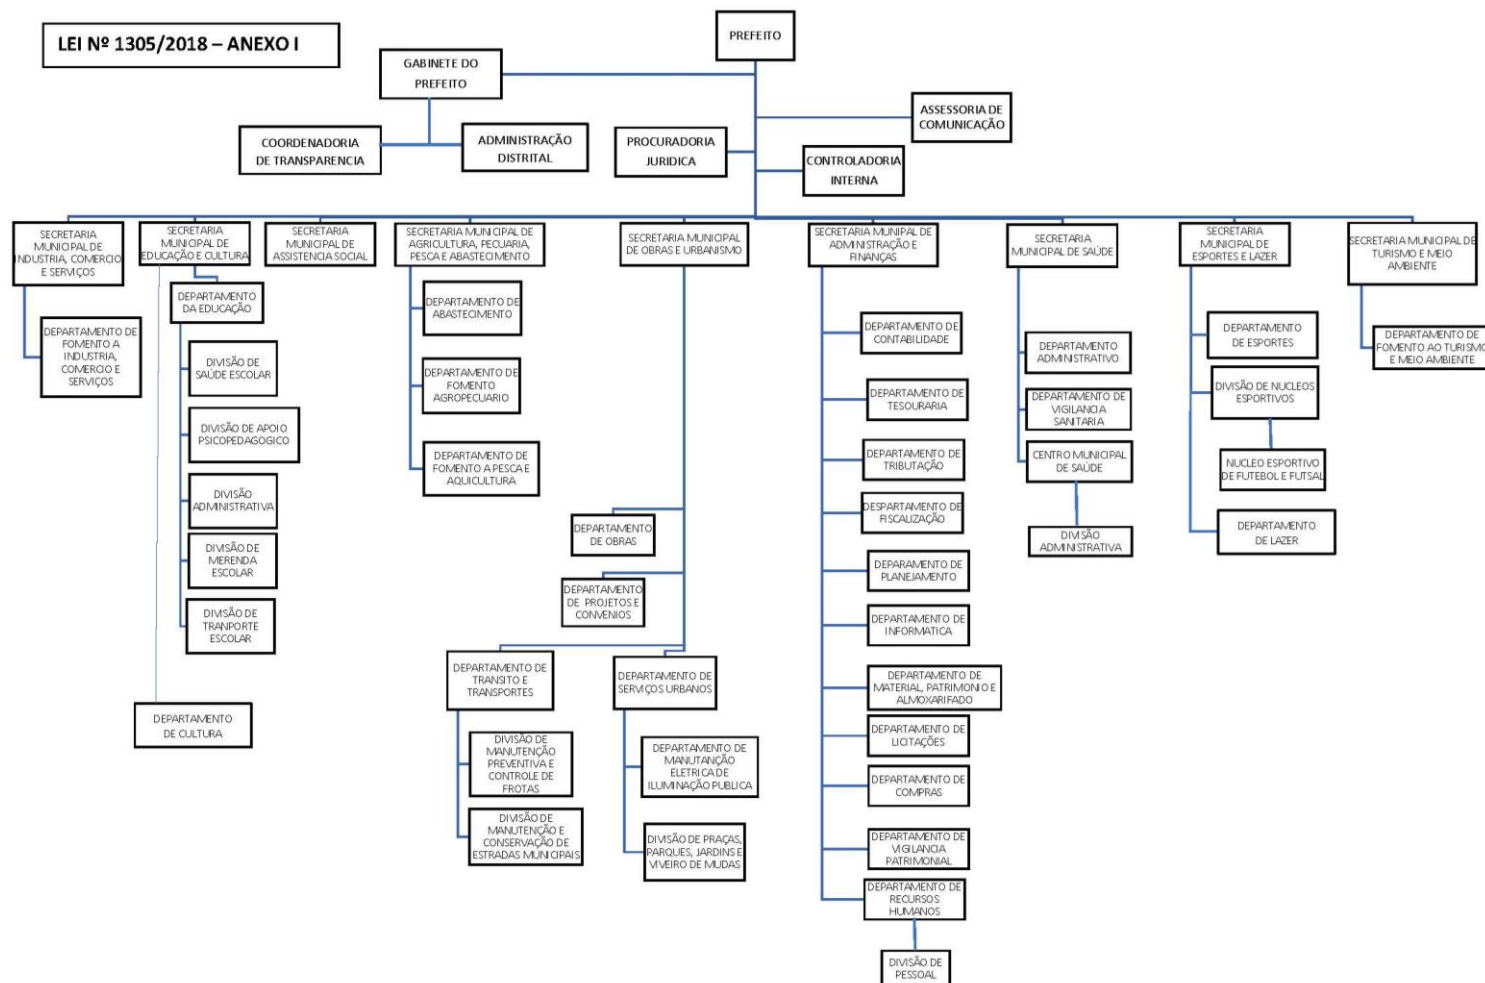 LEI Nº 1305/2018 – ANEXO I
PREFEITO
GABINETE DO
PREFEITO
ASSESSORIA DE
COMUNICAÇÃO
COORDENADORIA
DE TRANSPARENCIA
ADMINISTRAÇÃO
DISTRITAL
PROCURADORIA
JURIDICA
CONTROLADORIA
INTERNA
SECRETARIA
MUNICIPAL DE
INDUSTRIA, COMERCIO
E SERVIÇOS
DEPARTAMENTO DE
FOMENTO A
INDUSTRIA,
COMERCIO E
SERVIÇOS
SECRETARIA
MUNICIPAL DE
EDUCAÇÃO E CULTURA
DEPARTAMENTO
DA EDUCAÇÃO
DIVISÃO DE
SAÚDE ESCOLAR
DIVISÃO DE APOIO
PSICOPEDAGOGICO
DIVISÃO
ADMINISTRATIVA
DIVISÃO DE
MERENDA
ESCOLAR
DIVISÃO DE
TRANPORTE
ESCOLAR
DEPARTAMENTO
DE CULTURA
SECRETARIA
MUNICIPAL DE
ASSISTENCIA SOCIAL
SECRETARIA MUNICIPAL DE
AGRICULTURA, PECUARIA,
PESCA E ABASTECIMENTO
DEPARTAMENTO DE
ABASTECIMENTO
DEPARTAMENTO DE
FOMENTO
AGROPECUARIO
DEPARTAMENTO DE
FOMENTO A PESCA E
AQUICULTURA
SECRETARIA MUNICIPAL
DE OBRAS E URBANISMO
DEPARTAMENTO
DE OBRAS
DEPARTAMENTO
DE PROJETOS E
CONVENIOS
DEPARTAMENTO DE
TRANSITO E
TRANSPORTES
DIVISÃO DE
MANUTENÇÃO
PREVENTIVA E
CONTROLE DE
FROTAS
DIVISÃO DE
MANUTENÇÃO E
CONSERVAÇÃO DE
ESTRADAS MUNICIPAIS
DEPARTAMENTO DE
SERVIÇOS URBANOS
DEPARTAMENTO DE
MANUTANÇÃO
ELETRICA DE
ILUMINAÇÃO PUBLICA
DIVISÃO DE PRAÇAS,
PARQUES, JARDINS E
VIVEIRO DE MUDAS
SECRETARIA MUNIPAL DE
ADMINISTRAÇÃO E
FINANÇAS
DEPARTAMENTO DE
CONTABILIDADE
DEPARTAMENTO DE
TESOURARIA
DEPARTAMENTO
DE TRIBUTAÇÃO
DESPARTAMENTO DE
FISCALIZAÇÃO
DEPARAMENTO DE
PLANEJAMENTO
DEPARTAMENTO DE
INFORMATICA
DEPARTAMENTO DE
MATERIAL, PATRIMONIO E
ALMOXARIFADO
DEPARTAMENTO DE
LICITAÇÕES
DEPARTAMENTO DE
COMPRAS
DEPARTAMENTO DE
VIGILANCIA
PATRIMONIAL
DEPARTAMENTO DE
RECURSOS
HUMANOS
DIVISÃO DE
PESSOAL
SECRETARIA
MUNICIPAL DE SAÚDE
DEPARTAMENTO
ADMINISTRATIVO
DEPARTAMENTO DE
VIGILANCIA
SANITARIA
CENTRO MUNICIPAL
DE SAÚDE
DIVISÃO
ADMINISTRATIVA
SECRETARIA
MUNICIPAL DE
ESPORTES E LAZER
DEPARTAMENTO
DE ESPORTES
DIVISÃO DE NUCLEOS
ESPORTIVOS
NUCLEO ESPORTIVO
DE FUTEBOL E FUTSAL
DEPARTAMENTO
DE LAZER
SECRETARIA MUNICIPAL DE
TURISMO E MEIO
AMBIENTE
DEPARTAMENTO DE
FOMENTO AO TURISMO
E MEIO AMBIENTE